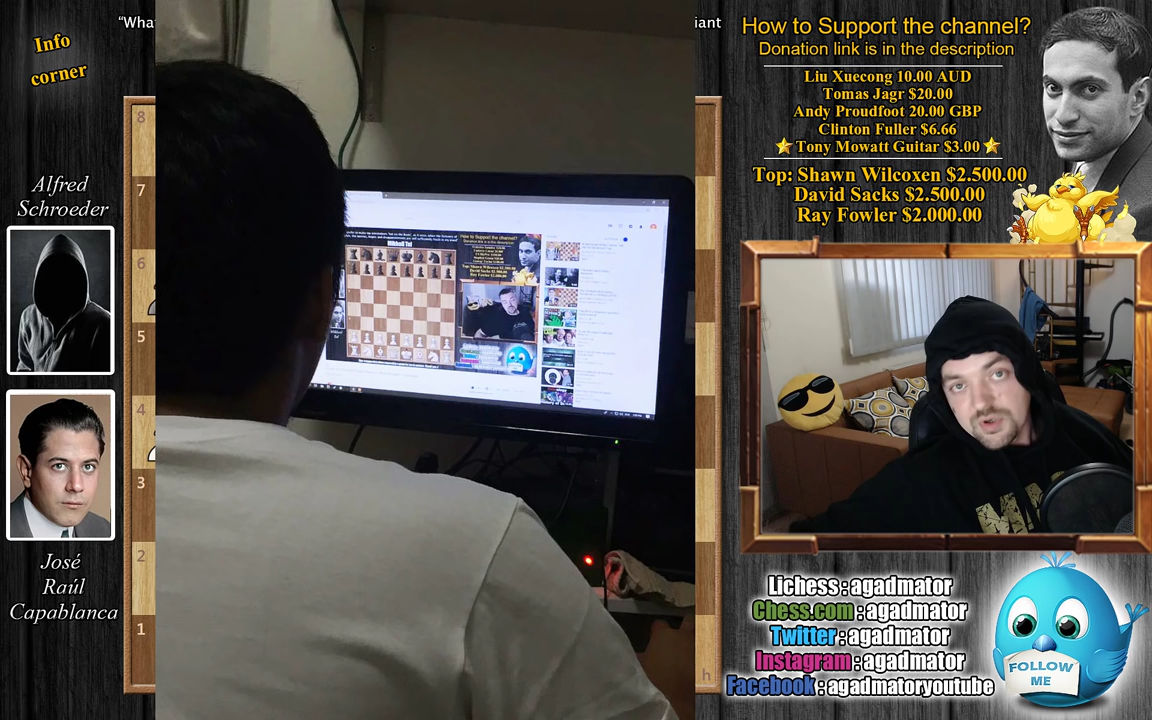 Info
corner
"Wha
iant
Alfred
Schroeder
José
Raúl
Capablanca
8
7
6
5
4
3
2
1
h
Mikhail Tal
How to Support the channel?
Donation link is in the description
Liu Xuecong 10.00 AUD
Tomas Jagr $20.00
Andy Proudfoot 20.00 GBP
Clinton Fuller $6.66
Tony Mowatt Guitar $3.00
Top: Shawn Wilcoxen $2.500.00
David Sacks $2.500.00
Ray Fowler $2.000.00
Lichess : agadmator
Chess.com : agadmator
Twitter : agadmator
Instagram : agadmator
Facebook : agadmatoryoutube
FOLLOW
ME